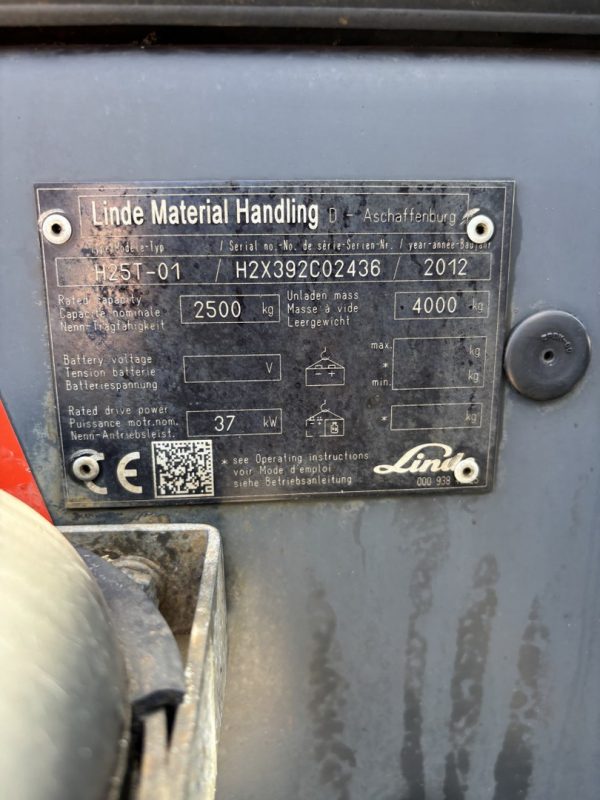 Linde Material Handling D - Aschaffenburg
/ Serial no.-No. de série-Serien-Nr. / year-année-Baujahr
H25T-01 / H2X392C02436 / 2012
Rated capacity
Capacité nominale
Nenn-Tragfähigkeit
2500 kg
Unladen mass
Masse à vide
Leergewicht
4000 kg
Battery voltage
Tension batterie
Batteriespannung
V
- +
max. kg
*
min. kg
Rated drive power
Puissance motr.nom.
Nenn-Antriebsleist.
37 kW
kg
* kg
CE
* see Operating instructions
voir Mode d'emploi
siehe Betriebsanleitung
Linde
000 938